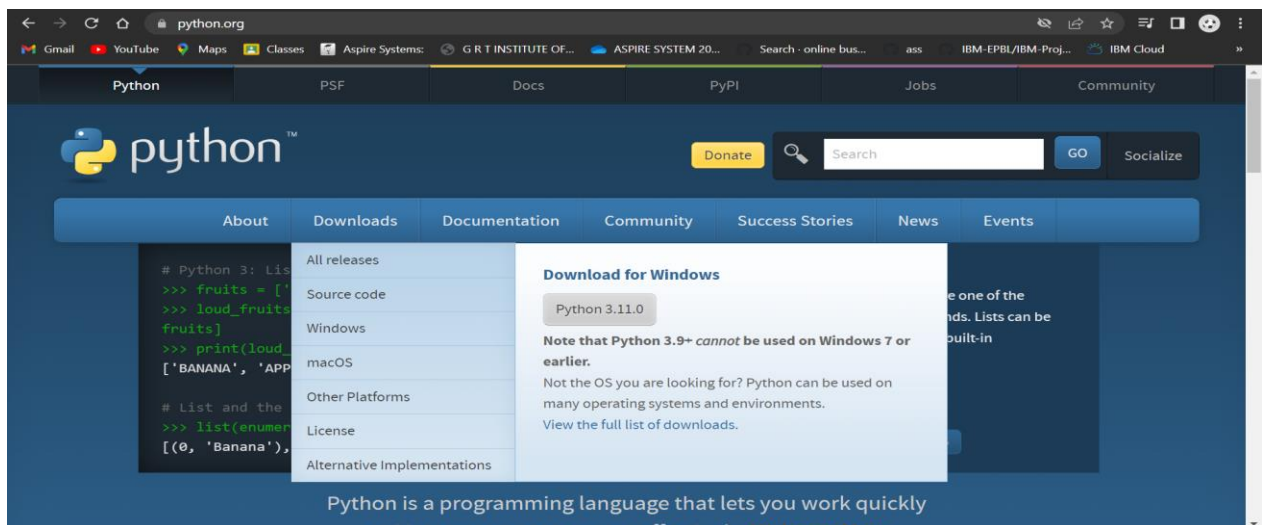 python.org
Gmail YouTube Maps Classes Aspire Systems: G R T INSTITUTE OF... ASPIRE SYSTEM 20... Search - online bus... ass IBM-EPBL/IBM-Proj... IBM Cloud »
Python PSF Docs PyPI Jobs Community
python™
Donate Search GO Socialize
About Downloads Documentation Community Success Stories News Events
All releases
Source code
Windows
macOS
Other Platforms
License
Alternative Implementations
Download for Windows
Python 3.11.0
Note that Python 3.9+ cannot be used on Windows 7 or
earlier.
Not the OS you are looking for? Python can be used on
many operating systems and environments.
View the full list of downloads.
# Python 3: Lis
>>> fruits = ['
>>> loud_fruits
fruits]
>>> print(loud_
['BANANA', 'APP
# List and the
>>> list(enumer
[(0, 'Banana'),
e one of the
nds. Lists can be
built-in
Python is a programming language that lets you work quickly